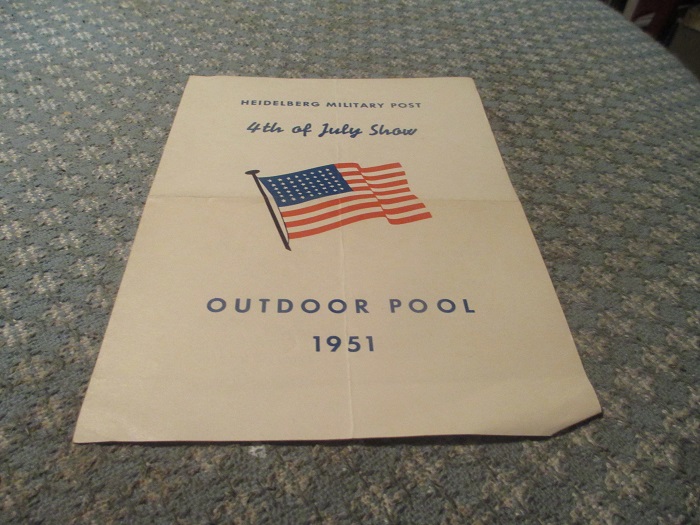 HEIDELBERG MILITARY POST
4th of July Show
OUTDOOR POOL
1951